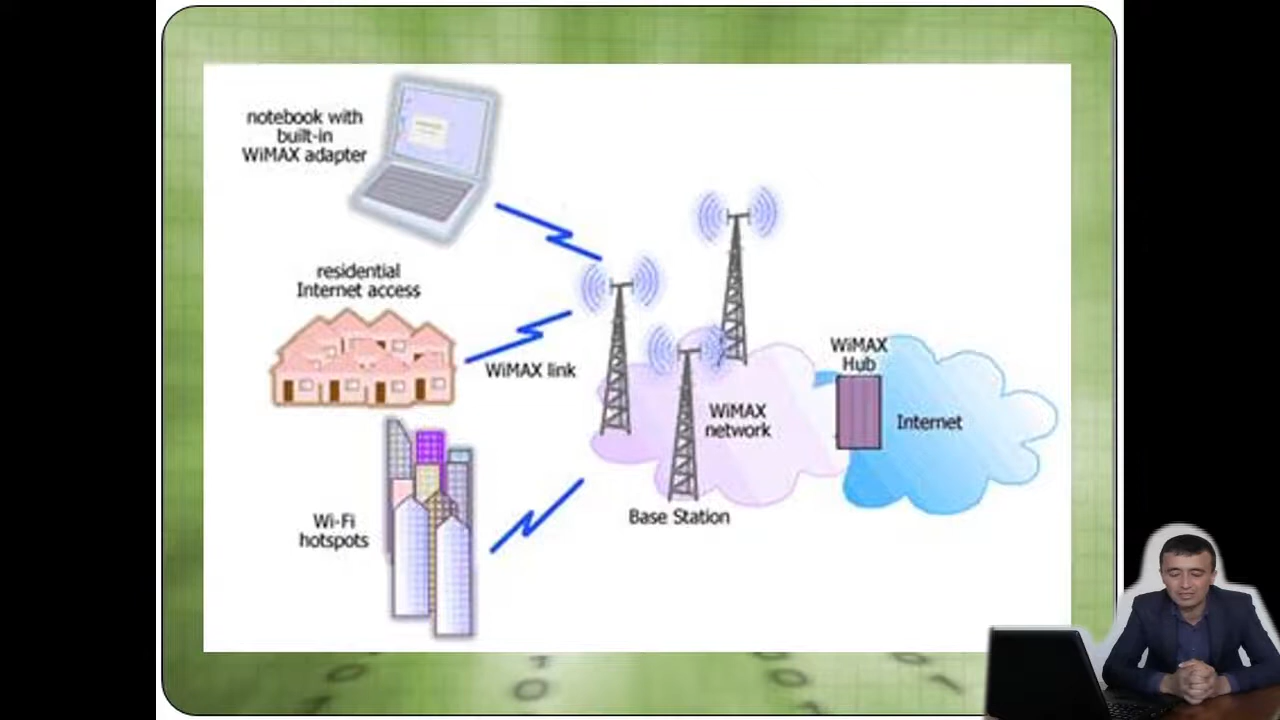 notebook with
built-in
WiMAX adapter
residential
Internet access
WiMAX link
WiMAX
Hub
WiMAX
network
Internet
Base Station
Wi-Fi
hotspots